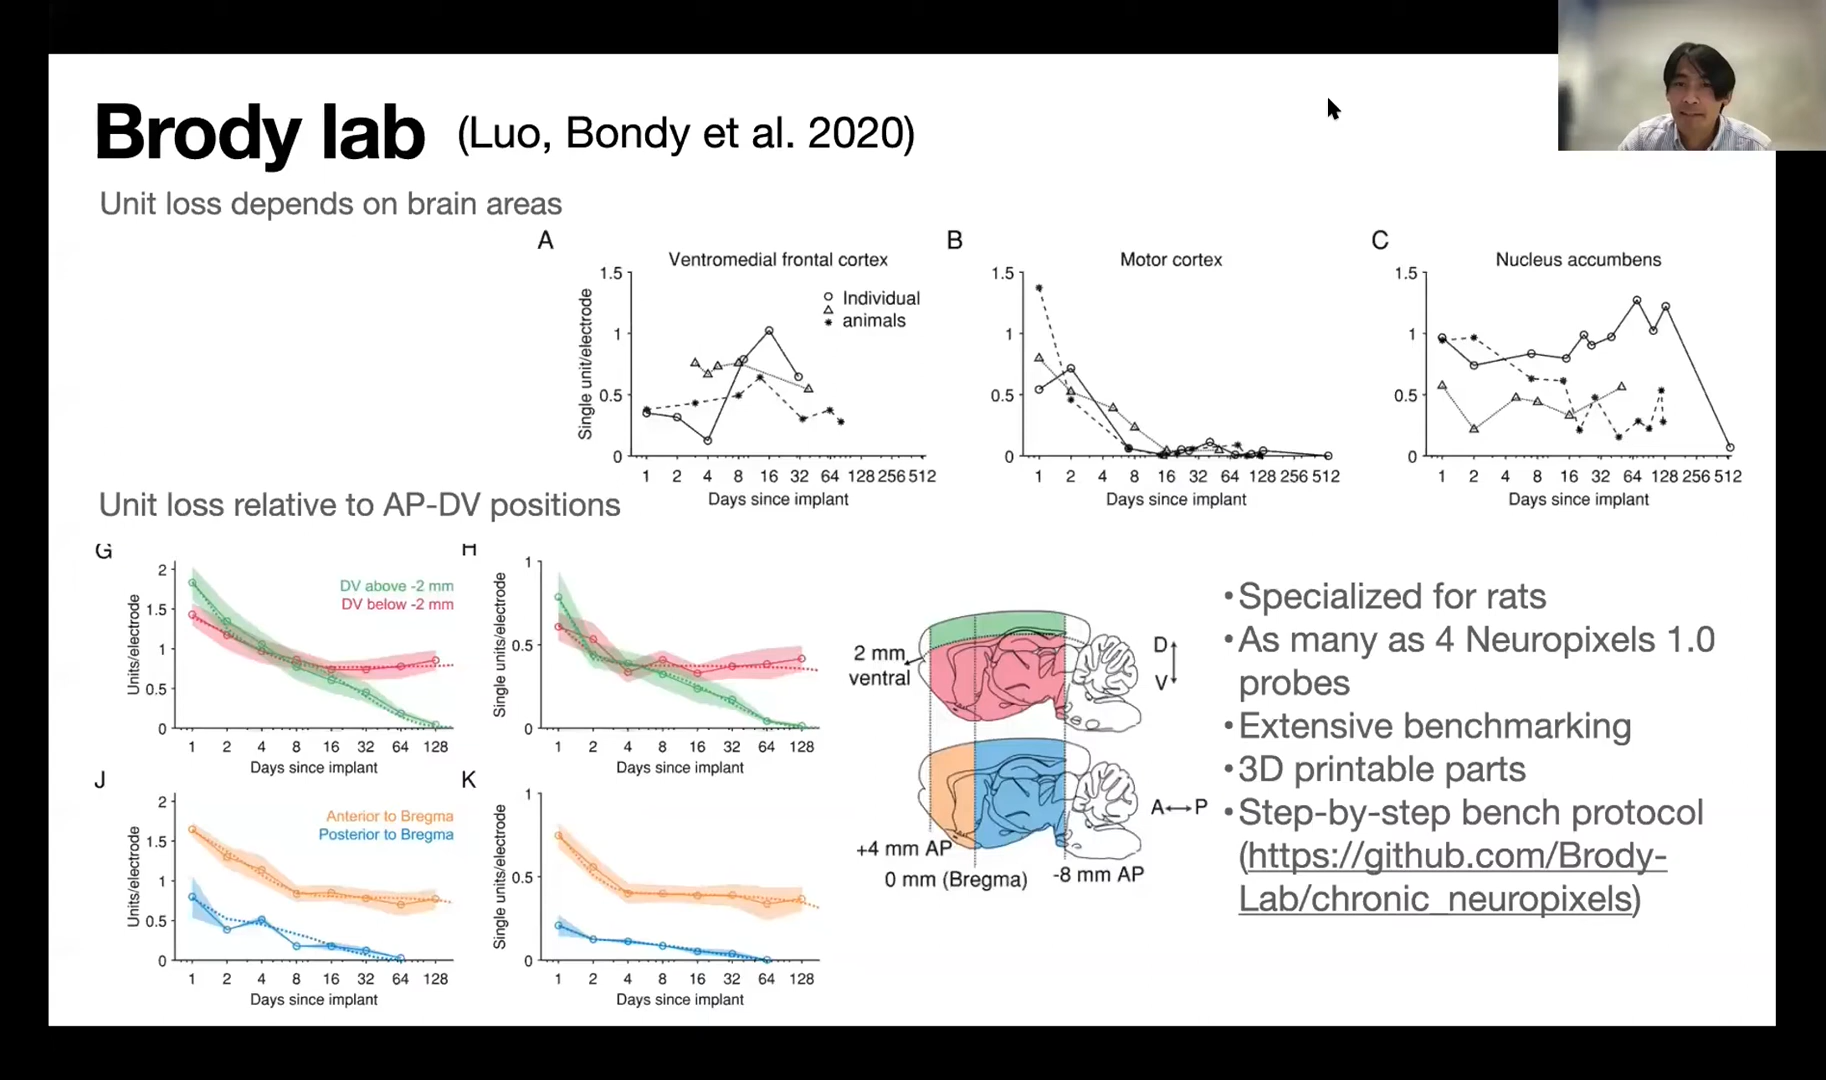 Brody lab (Luo, Bondy et al. 2020)
Unit loss depends on brain areas
A
Ventromedial frontal cortex
Individual
animals
Single unit/electrode
1.5
1
0.5
0
1 2 4 8 16 32 64 128 256 512
Days since implant
B
Motor cortex
1.5
1
0.5
0
1 2 4 8 16 32 64 128 256 512
Days since implant
C
Nucleus accumbens
1.5
1
0.5
0
1 2 4 8 16 32 64 128 256 512
Days since implant
Unit loss relative to AP-DV positions
G
DV above -2 mm
DV below -2 mm
Units/electrode
2
1.5
1
0.5
0
1 2 4 8 16 32 64 128
Days since implant
H
Single units/electrode
1
0.5
0
1 2 4 8 16 32 64 128
Days since implant
J
Anterior to Bregma
Posterior to Bregma
Units/electrode
2
1.5
1
0.5
0
1 2 4 8 16 32 64 128
Days since implant
K
Single units/electrode
1
0.5
0
1 2 4 8 16 32 64 128
Days since implant
2 mm
ventral
D
V
A P
+4 mm AP
0 mm (Bregma)
-8 mm AP
•Specialized for rats
•As many as 4 Neuropixels 1.0
probes
•Extensive benchmarking
•3D printable parts
•Step-by-step bench protocol
(https://github.com/Brody-
Lab/chronic_neuropixels)